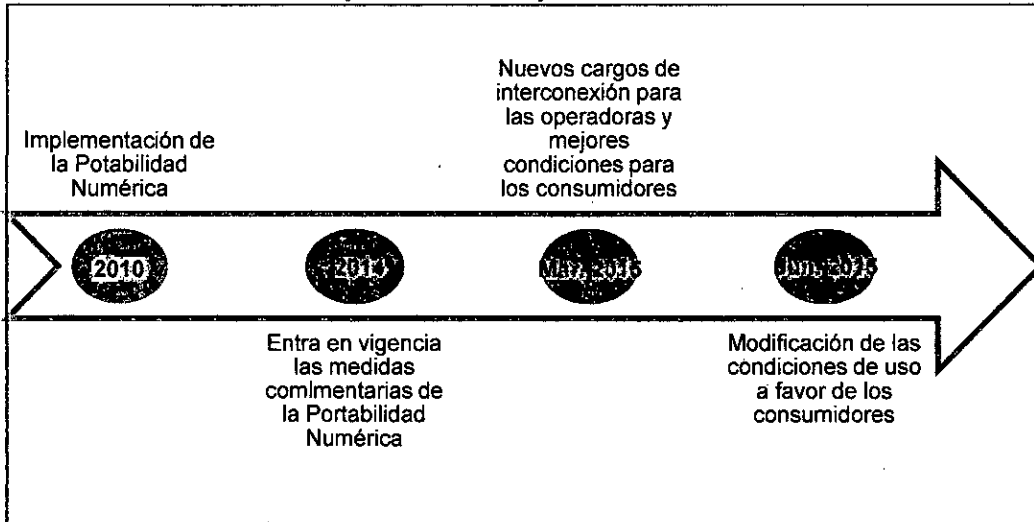 Nuevos cargos de
interconexión para
las operadoras y
mejores
condiciones para
los consumidores
Implementación de
la Potabilidad
Numérica
2010
2014
Entra en vigencia
las medidas
comlmentarias de
la Portabilidad
Numérica
Modificación de las
condiciones de uso
a favor de los
consumidores